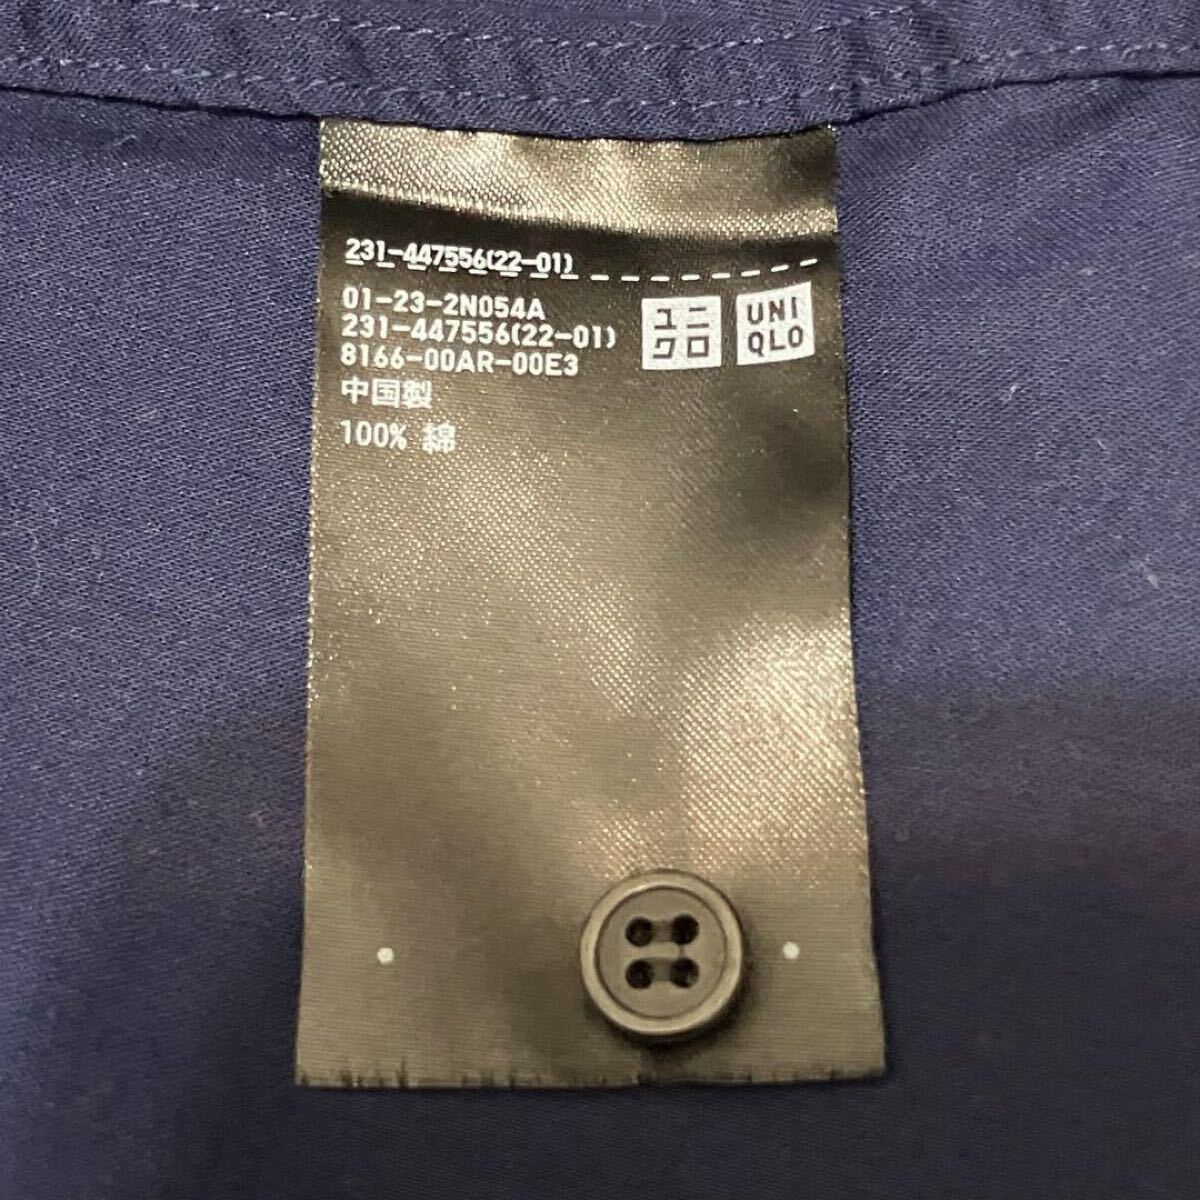 231-447556(22-01)
01-23-2N054A
231-447556(22-01)
8166-00AR-00E3
中国製
100% 綿
ユニ
クロ
UNI
QLO